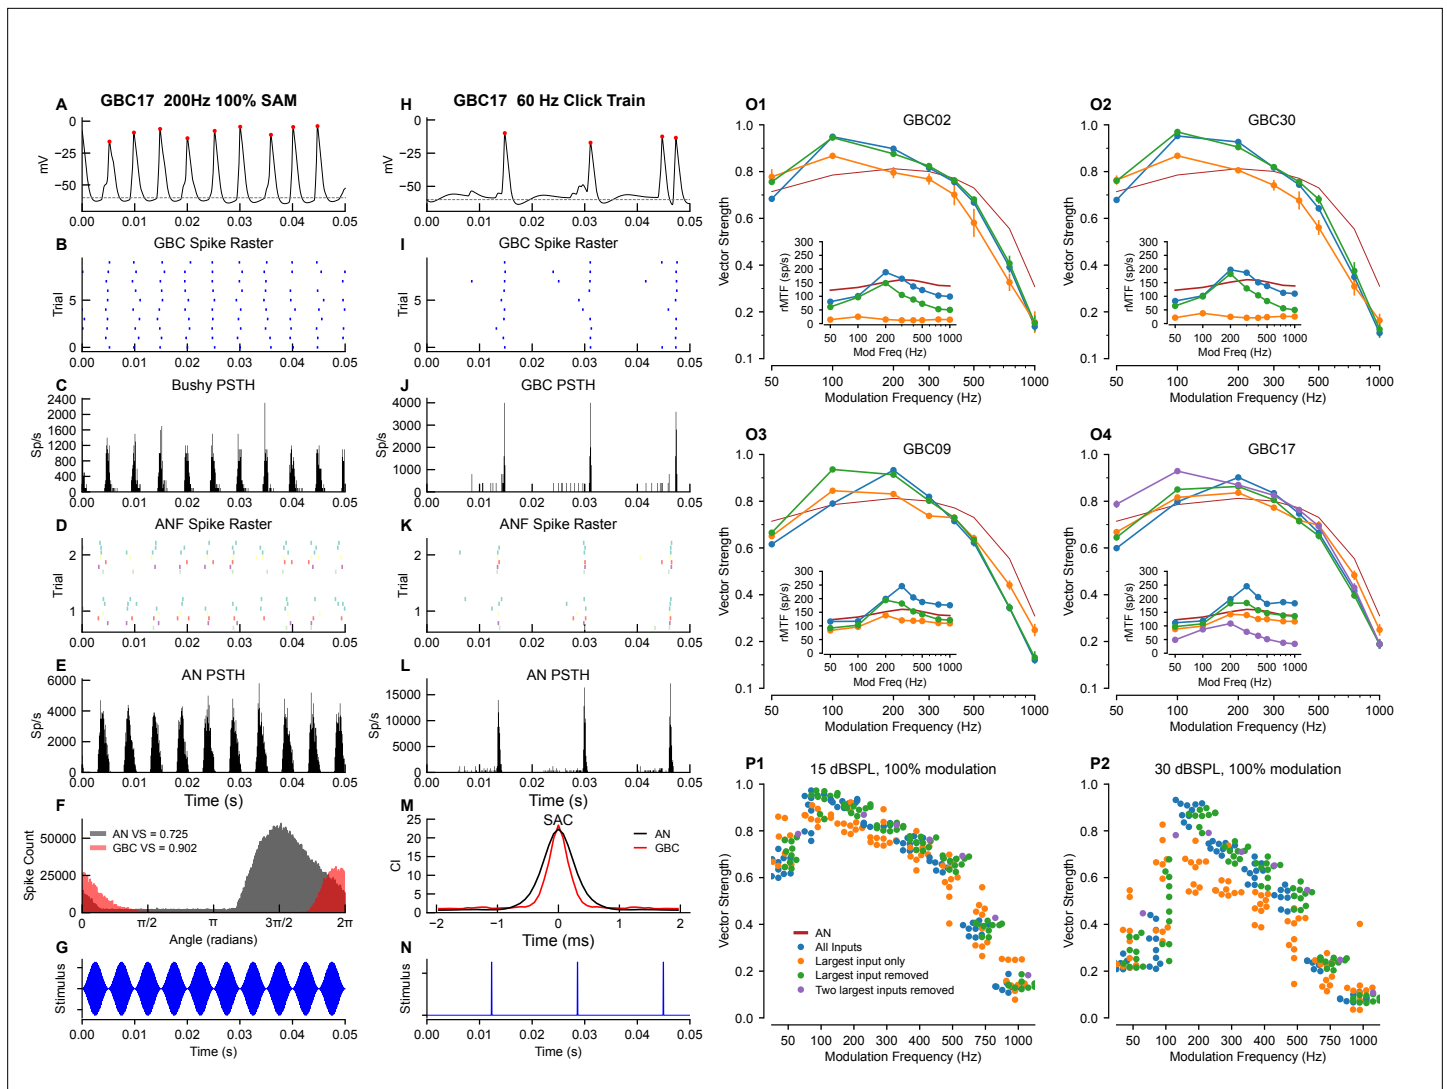 A GBC17 200Hz 100% SAM
0
−25
−50
mV
0.00 0.01 0.02 0.03 0.04 0.05
B GBC Spike Raster
5
0
Trial
0.00 0.01 0.02 0.03 0.04 0.05
C Bushy PSTH
2400
2000
1600
1200
800
400
0
Sp/s
0.00 0.01 0.02 0.03 0.04 0.05
D ANF Spike Raster
2
1
Trial
0.00 0.01 0.02 0.03 0.04 0.05
E AN PSTH
6000
4000
2000
0
Sp/s
0.00 0.01 0.02 0.03 0.04 0.05
Time (s)
F
50000
25000
0
Spike Count
AN VS = 0.725
GBC VS = 0.902
0 π/2 π 3π/2 2π
Angle (radians)
G
Stimulus
0.00 0.01 0.02 0.03 0.04 0.05
Time (s)
H GBC17 60 Hz Click Train
0
−25
−50
mV
0.00 0.01 0.02 0.03 0.04 0.05
I GBC Spike Raster
5
0
Trial
0.00 0.01 0.02 0.03 0.04 0.05
J GBC PSTH
4000
3000
2000
1000
0
Sp/s
0.00 0.01 0.02 0.03 0.04 0.05
K ANF Spike Raster
2
1
Trial
0.00 0.01 0.02 0.03 0.04 0.05
L AN PSTH
15000
10000
5000
0
Sp/s
0.00 0.01 0.02 0.03 0.04 0.05
Time (s)
M SAC
25
20
15
10
5
0
CI
AN
GBC
−2 −1 0 1 2
Time (ms)
N
Stimulus
0.00 0.01 0.02 0.03 0.04 0.05
Time (s)
O1 GBC02
1.0
0.8
0.6
0.4
0.2
0.1
Vector Strength
300
250
200
150
100
50
0
rMTF (sp/s)
50 100 200 500 1000
Mod Freq (Hz)
50 100 200 300 500 1000
Modulation Frequency (Hz)
O2 GBC30
1.0
0.8
0.6
0.4
0.2
0.1
Vector Strength
300
250
200
150
100
50
0
rMTF (sp/s)
50 100 200 500 1000
Mod Freq (Hz)
50 100 200 300 500 1000
Modulation Frequency (Hz)
O3 GBC09
1.0
0.8
0.6
0.4
0.2
0.1
Vector Strength
300
250
200
150
100
50
0
rMTF (sp/s)
50 100 200 500 1000
Mod Freq (Hz)
50 100 200 300 500 1000
Modulation Frequency (Hz)
O4 GBC17
1.0
0.8
0.6
0.4
0.2
0.1
Vector Strength
300
250
200
150
100
50
0
rMTF (sp/s)
50 100 200 500 1000
Mod Freq (Hz)
50 100 200 300 500 1000
Modulation Frequency (Hz)
P1 15 dBSPL, 100% modulation
1.0
0.8
0.6
0.4
0.2
0.0
Vector Strength
AN
All Inputs
Largest input only
Largest input removed
Two largest inputs removed
50 100 200 300 400 500 750 1000
Modulation Frequency (Hz)
P2 30 dBSPL, 100% modulation
1.0
0.8
0.6
0.4
0.2
0.0
Vector Strength)
50 100 200 300 400 500 750 1000
Modulation Frequency (Hz)